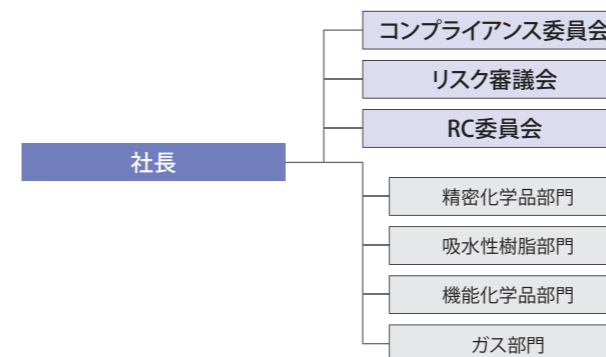 コンプライアンス委員会
リスク審議会
RC委員会
社長
精密化学品部門
吸水性樹脂部門
機能化学品部門
ガス部門